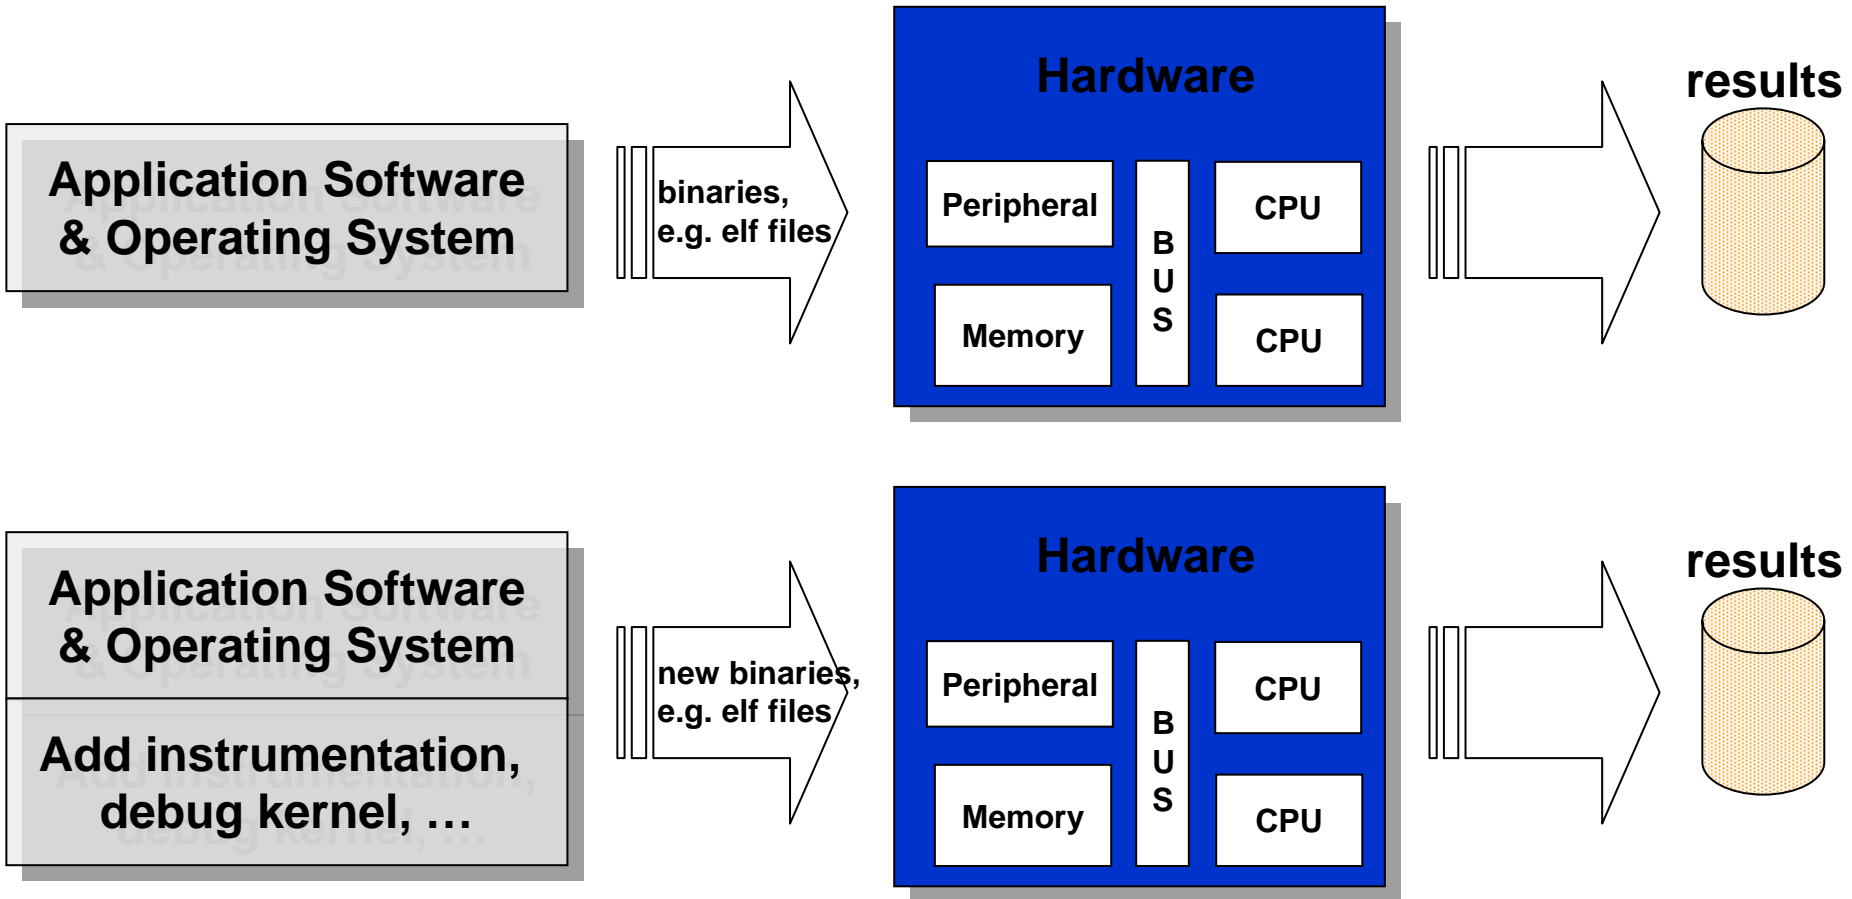 Application Software
& Operating System
binaries,
e.g. elf files
Hardware
Peripheral
Memory
B
U
S
CPU
CPU
results
Application Software
& Operating System
Add instrumentation,
debug kernel, …
new binaries,
e.g. elf files
Hardware
Peripheral
Memory
B
U
S
CPU
CPU
results